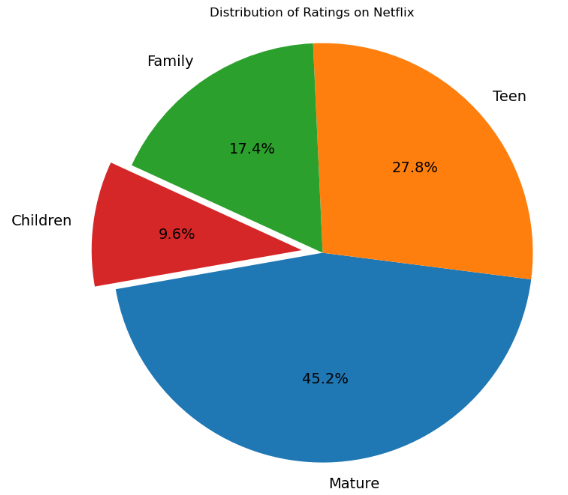 Distribution of Ratings on Netflix
Family
Teen
17.4%
27.8%
Children
9.6%
45.2%
Mature